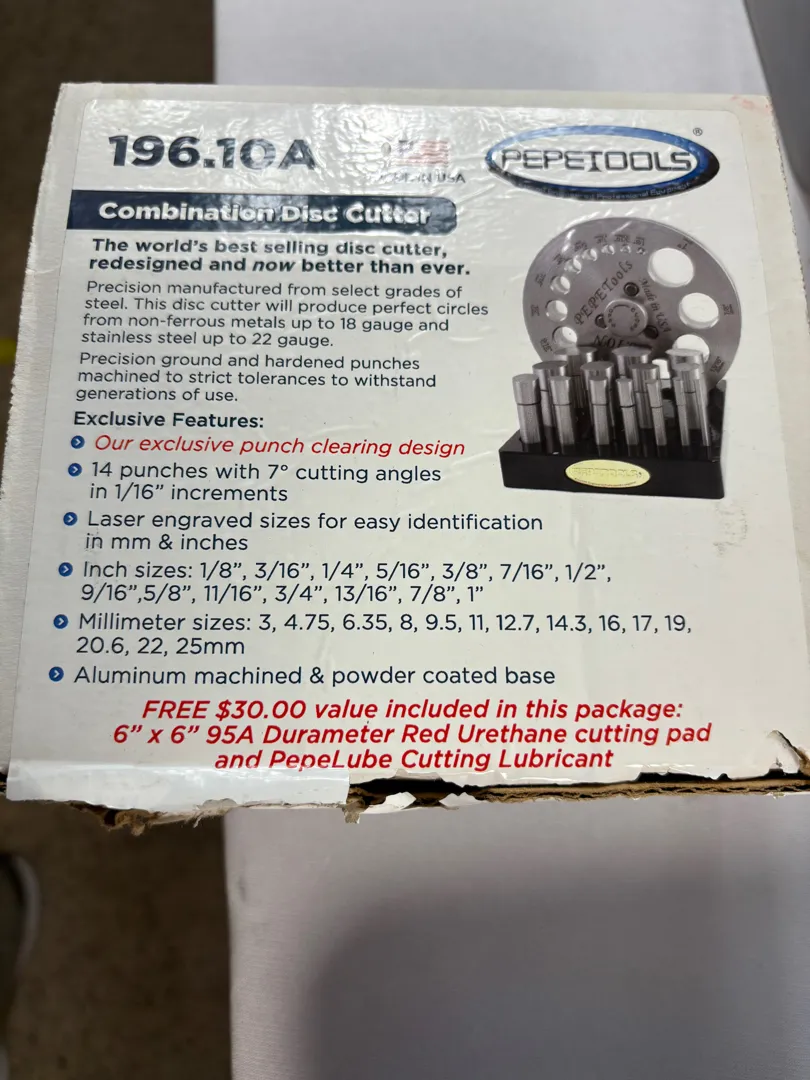 196.10A
PEPETOOLS®
Combination Disc Cutter
The world's best selling disc cutter,
redesigned and now better than ever.
Precision manufactured from select grades of
steel. This disc cutter will produce perfect circles
from non-ferrous metals up to 18 gauge and
stainless steel up to 22 gauge.
Precision ground and hardened punches
machined to strict tolerances to withstand
generations of use.
Exclusive Features:
Our exclusive punch clearing design
14 punches with 7° cutting angles
in 1/16” increments
Laser engraved sizes for easy identification
in mm & inches
Inch sizes: 1/8”, 3/16”, 1/4”, 5/16”, 3/8”, 7/16”, 1/2”,
9/16”,5/8”, 11/16”, 3/4”, 13/16”, 7/8”, 1”
Millimeter sizes: 3, 4.75, 6.35, 8, 9.5, 11, 12.7, 14.3, 16, 17, 19,
20.6, 22, 25mm
Aluminum machined & powder coated base
FREE $30.00 value included in this package:
6” x 6” 95A Durameter Red Urethane cutting pad
and PepeLube Cutting Lubricant
IN USA
PEPETools
Made in USA
PEPETOOLS